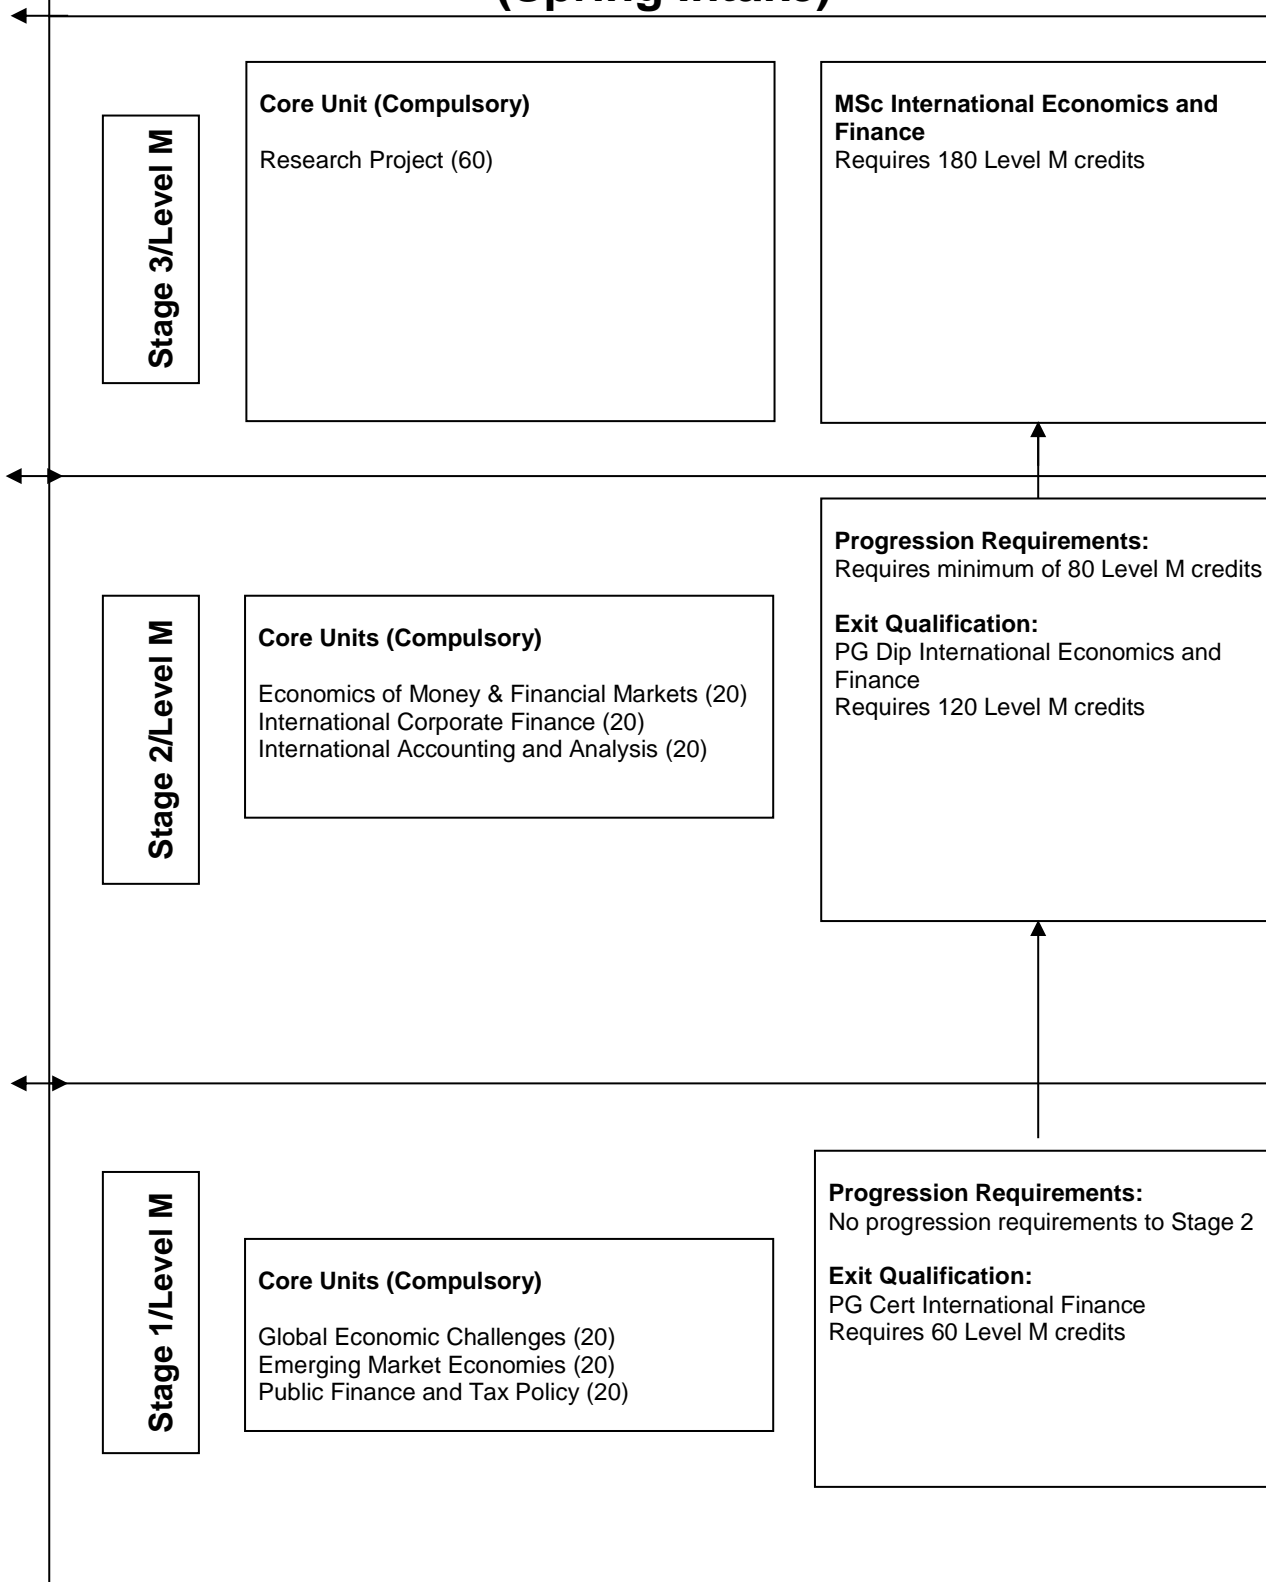 (Spring Intake)
Stage 3/Level M
Core Unit (Compulsory)
Research Project (60)
MSc International Economics and
Finance
Requires 180 Level M credits
Stage 2/Level M
Core Units (Compulsory)
Economics of Money & Financial Markets (20)
International Corporate Finance (20)
International Accounting and Analysis (20)
Progression Requirements:
Requires minimum of 80 Level M credits
Exit Qualification:
PG Dip International Economics and
Finance
Requires 120 Level M credits
Stage 1/Level M
Core Units (Compulsory)
Global Economic Challenges (20)
Emerging Market Economies (20)
Public Finance and Tax Policy (20)
Progression Requirements:
No progression requirements to Stage 2
Exit Qualification:
PG Cert International Finance
Requires 60 Level M credits